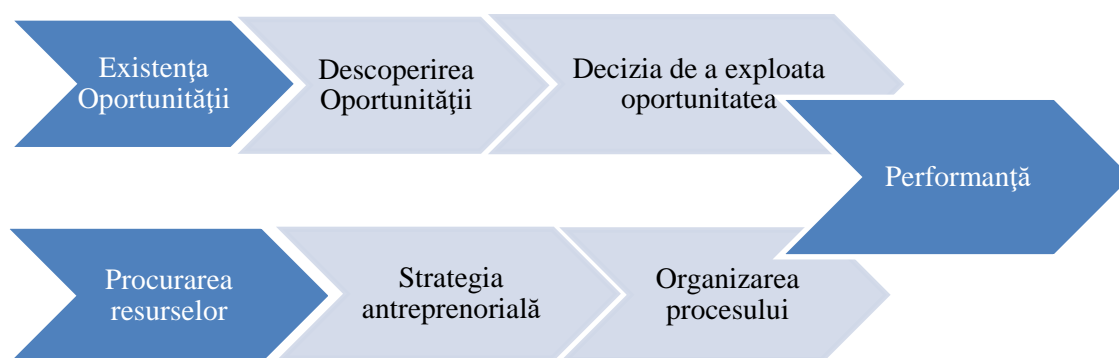 Existenţa
Oportunităţii
Descoperirea
Oportunităţii
Decizia de a exploata
oportunitatea
Performanţă
Procurarea
resurselor
Strategia
antreprenorială
Organizarea
procesului